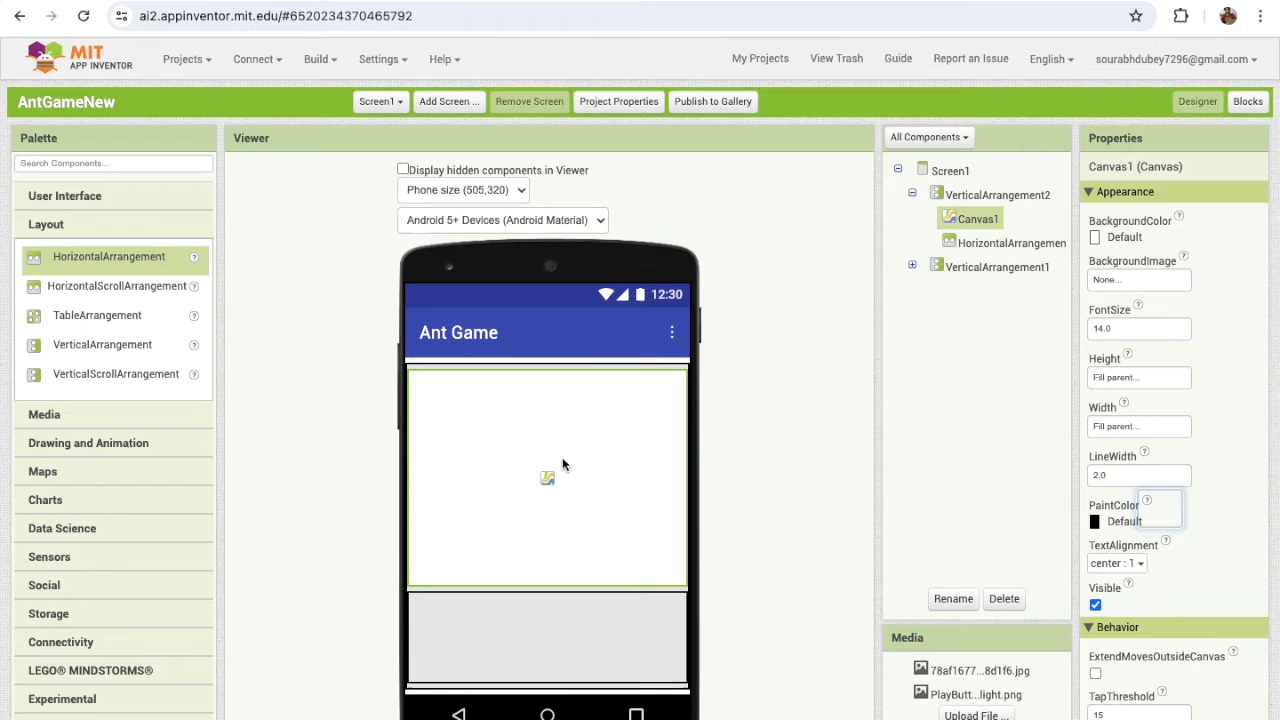 ai2.appinventor.mit.edu/#6520234370465792
MIT
APP INVENTOR
Projects
Connect
Build
Settings
Help
My Projects
View Trash
Guide
Report an Issue
English
sourabhdubey7296@gmail.com
AntGameNew
Screen1
Add Screen ...
Remove Screen
Project Properties
Publish to Gallery
Designer
Blocks
Palette
Search Components...
User Interface
Layout
HorizontalArrangement
HorizontalScrollArrangement
TableArrangement
VerticalArrangement
VerticalScrollArrangement
Media
Drawing and Animation
Maps
Charts
Data Science
Sensors
Social
Storage
Connectivity
LEGO® MINDSTORMS®
Experimental
Viewer
Display hidden components in Viewer
Phone size (505,320)
Android 5+ Devices (Android Material)
12:30
Ant Game
All Components
Screen1
VerticalArrangement2
Canvas1
HorizontalArrangemen
VerticalArrangement1
Rename
Delete
Media
78af1677...8d1f6.jpg
PlayButt...light.png
Upload File ...
Properties
Canvas1 (Canvas)
Appearance
BackgroundColor
Default
BackgroundImage
None...
FontSize
14.0
Height
Fill parent...
Width
Fill parent...
LineWidth
2.0
PaintColor
Default
TextAlignment
center : 1
Visible
Behavior
ExtendMovesOutsideCanvas
TapThreshold
15